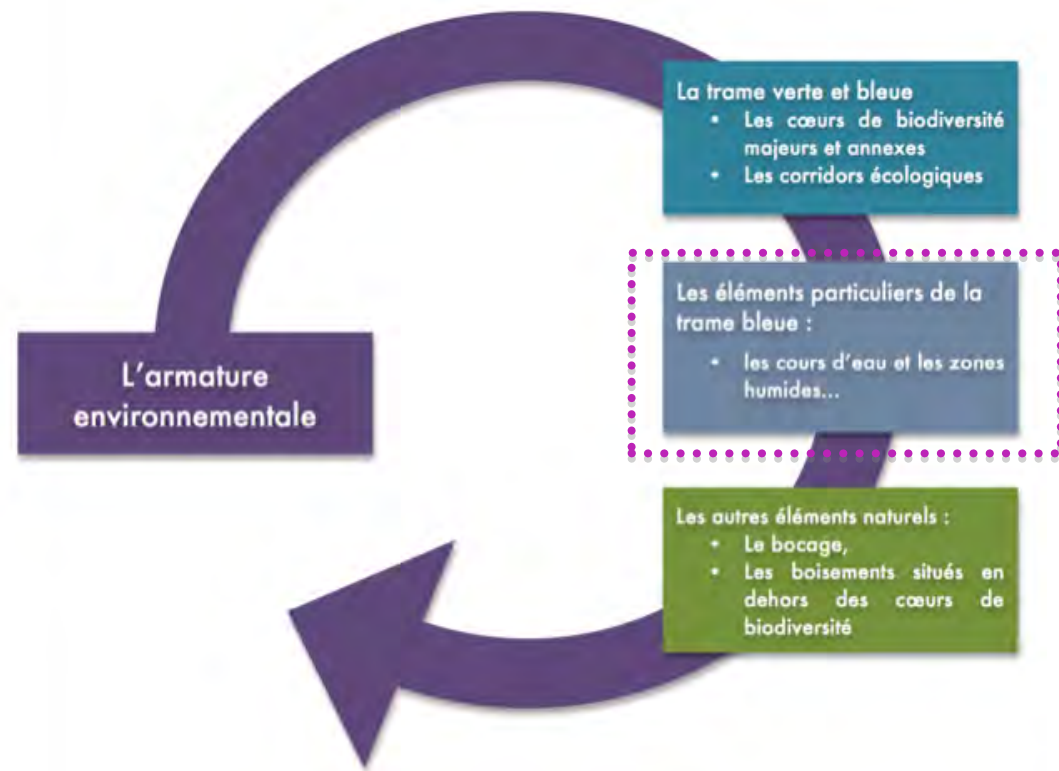 La trame verte et bleue
• Les cœurs de biodiversité
majeurs et annexes
• Les corridors écologiques
Les éléments particuliers de la
trame bleue :
• les cours d'eau et les zones
humides...
L'armature
environnementale
Les autres éléments naturels :
• Le bocage,
• Les boisements situés en
dehors des cœurs de
biodiversité